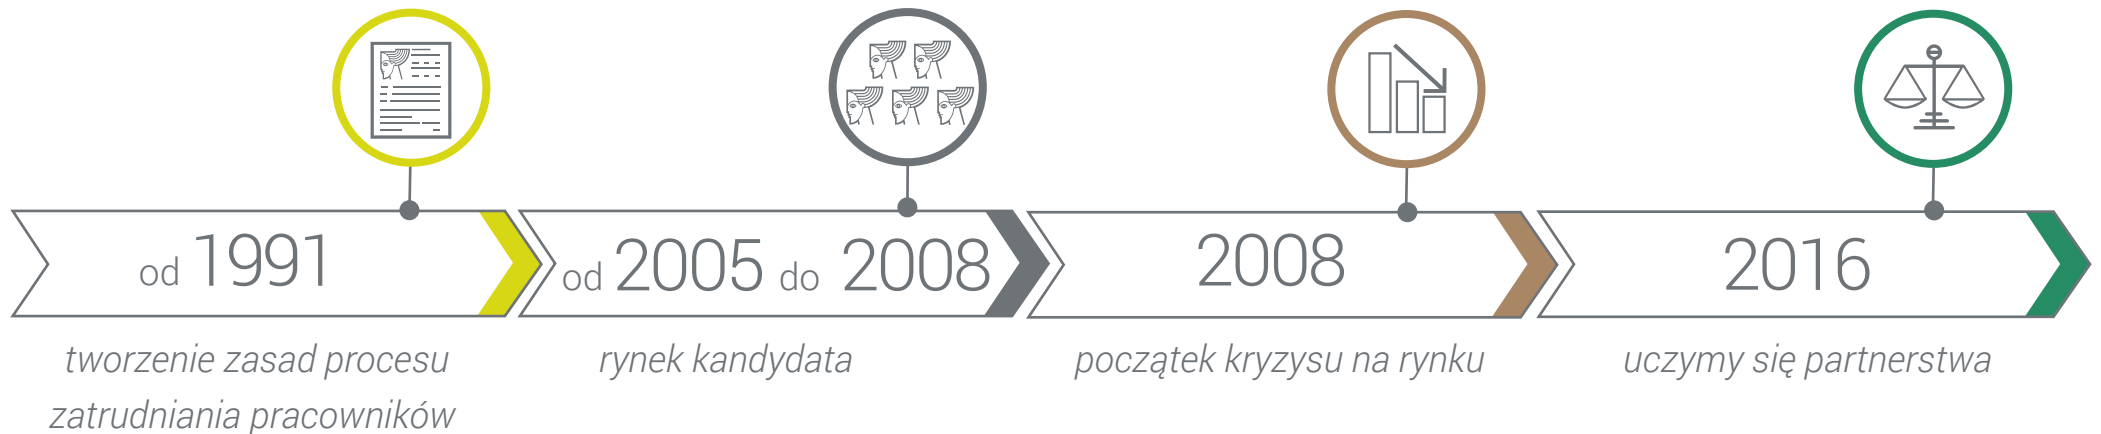 od 1991
od 2005 do 2008
2008
2016
tworzenie zasad procesu
zatrudniania pracowników
rynek kandydata
początek kryzysu na rynku
uczymy się partnerstwa